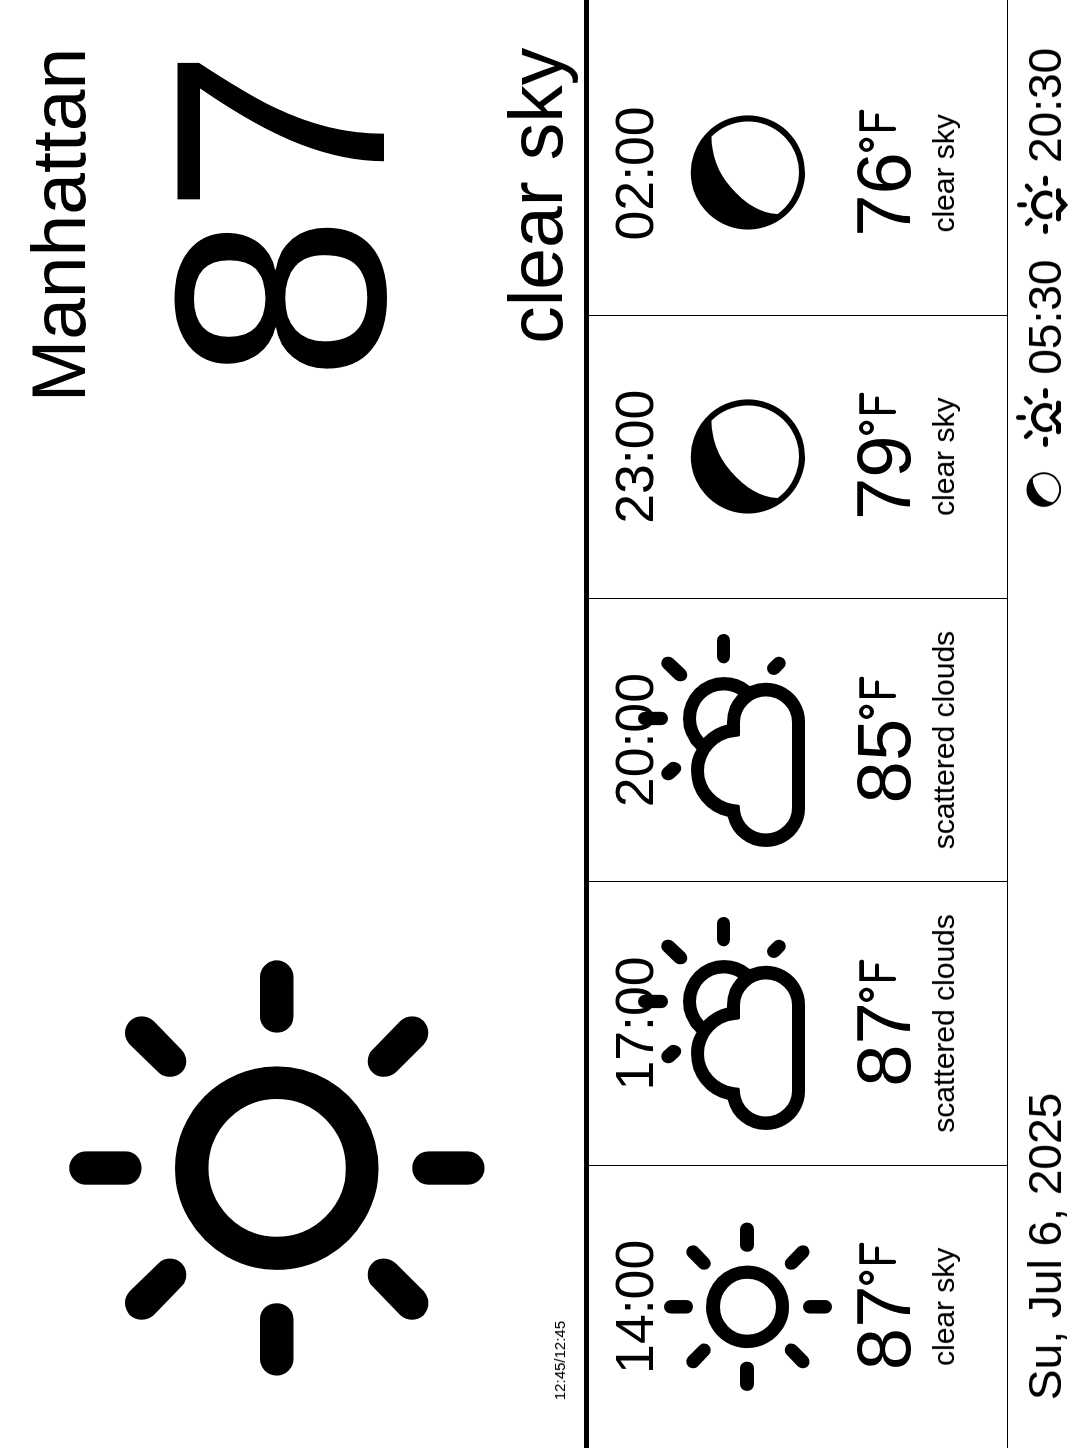 Manhattan
87
clear sky
12:45/12:45
14:00
87°F
clear sky
17:00
87°F
scattered clouds
20:00
85°F
scattered clouds
23:00
79°F
clear sky
02:00
76°F
clear sky
Su, Jul 6, 2025
05:30
20:30